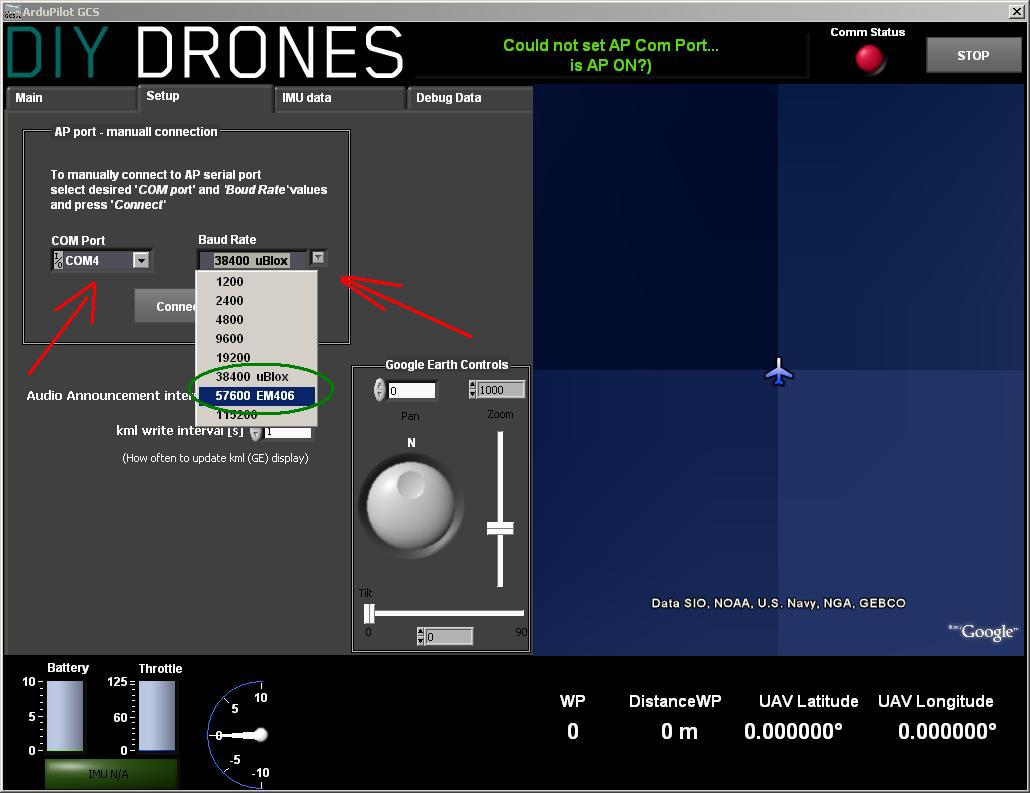 ArduPilot GCS
DIY DRONES
Could not set AP Com Port...
is AP ON?)
Comm Status
STOP
Main
Setup
IMU data
Debug Data
AP port - manuall connection
To manually connect to AP serial port
select desired 'COM port' and 'Boud Rate' values
and press 'Connect'
COM Port
Baud Rate
COM4
38400 uBlox
1200
2400
4800
9600
19200
38400 uBlox
57600 EM406
115200
Connec
Audio Announcement inte
kml write interval [s]
1
(How often to update kml (GE) display)
Google Earth Controls
0
1000
Pan
Zoom
N
Tilt
0
90
0
Data SIO, NOAA, U.S. Navy, NGA, GEBCO
Google
Battery
Throttle
10
5
0
125
60
0
10
5
0
-5
-10
IMU N/A
WP
DistanceWP
UAV Latitude
UAV Longitude
0
0 m
0.000000°
0.000000°